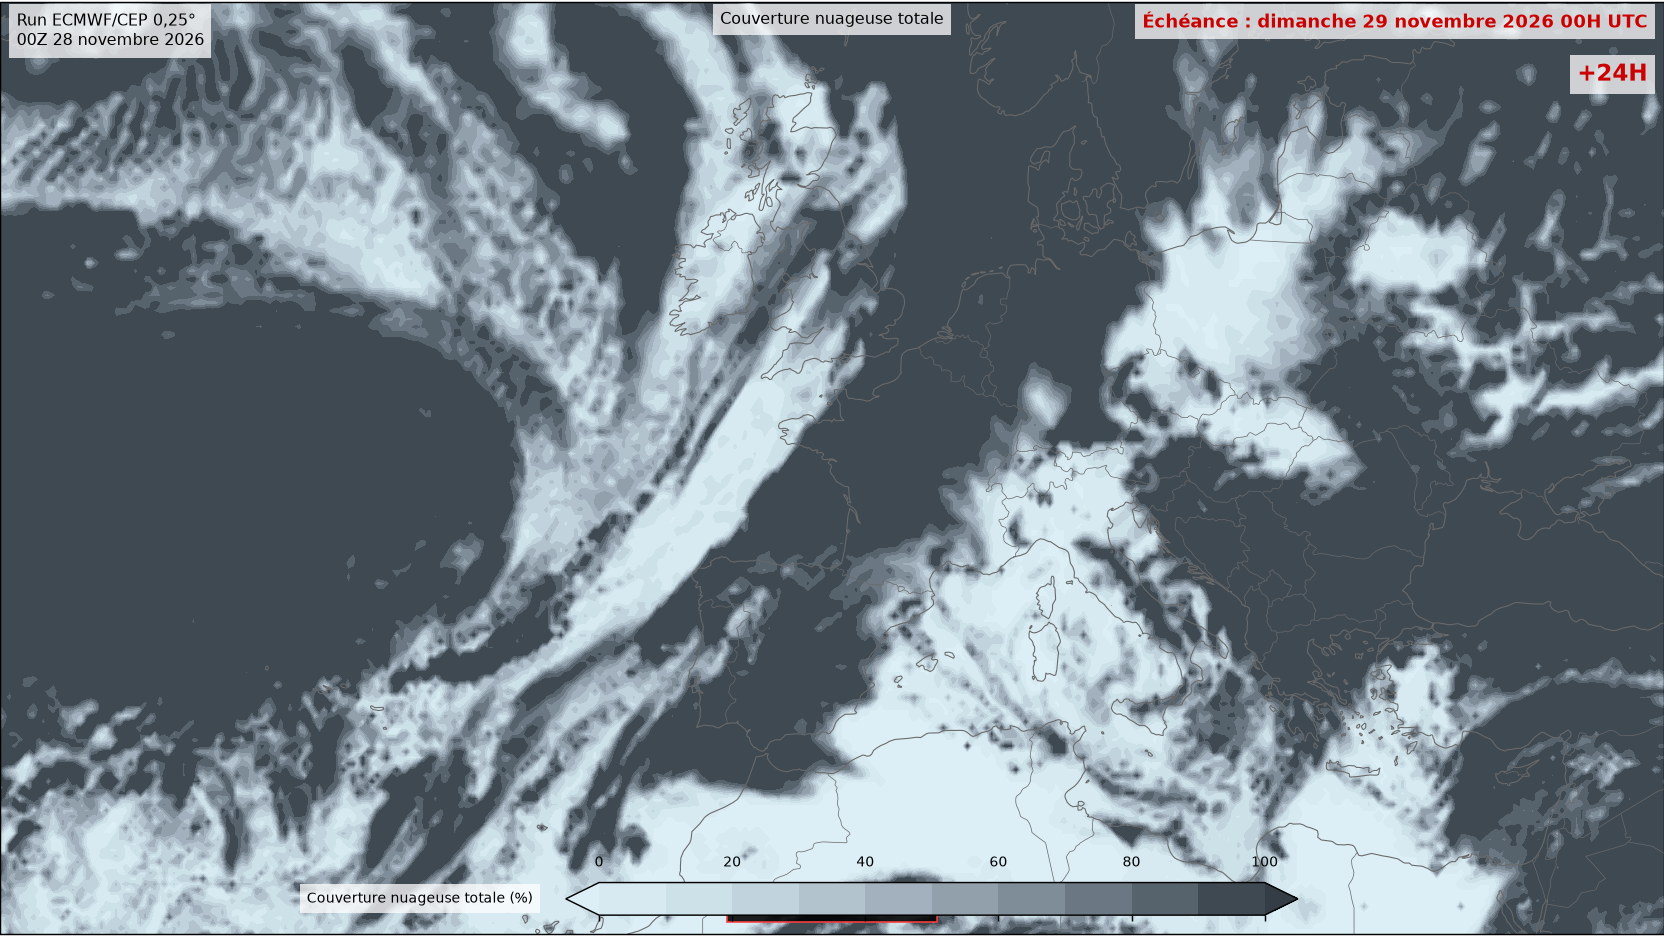 Run ECMWF/CEP 0,25°
00Z 28 novembre 2026
Couverture nuageuse totale
Échéance : dimanche 29 novembre 2026 00H UTC
+24H
0 20 40 60 80 100
Couverture nuageuse totale (%)